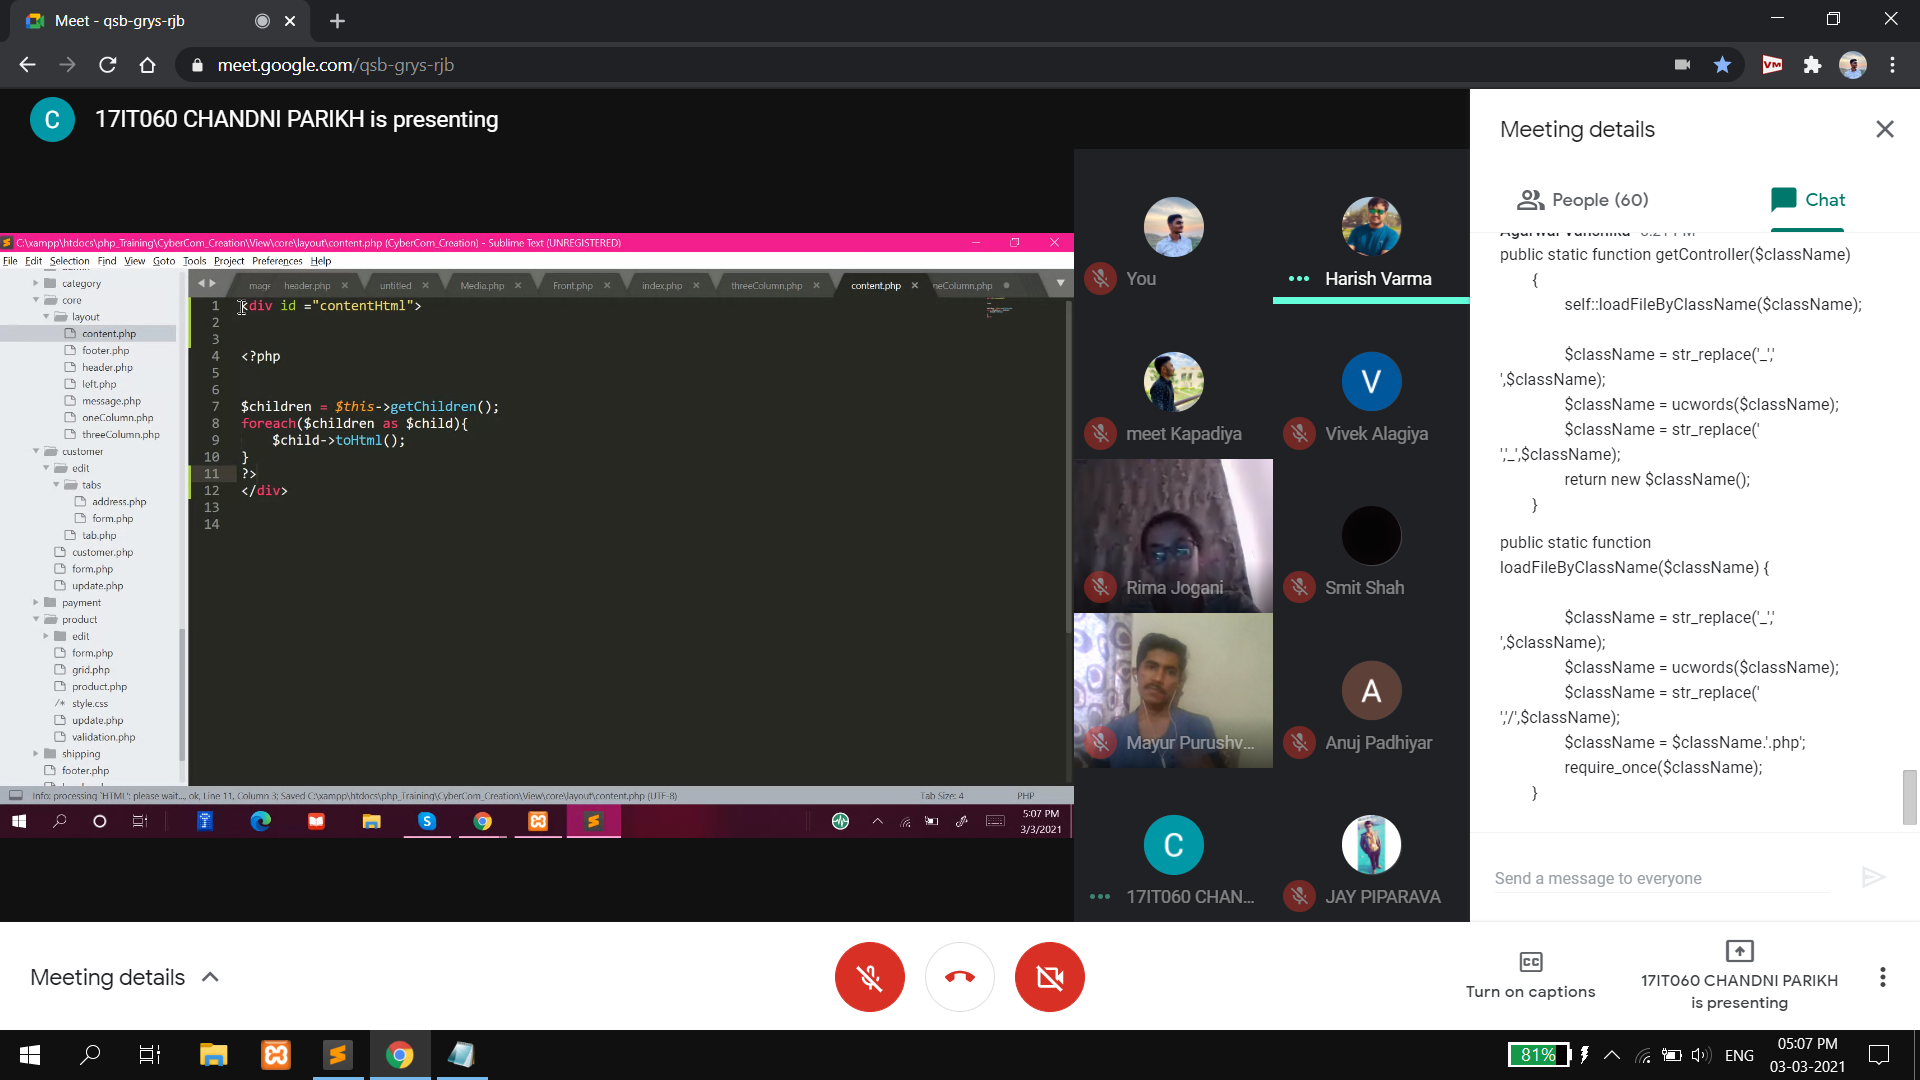 Meet - qsb-grys-rjb
meet.google.com/qsb-grys-rjb
VM
C
17IT060 CHANDNI PARIKH is presenting
C:\xampp\htdocs\php_Training\CyberCom_Creation\View\core\layout\content.php (CyberCom_Creation) - Sublime Text (UNREGISTERED)
File Edit Selection Find View Goto Tools Project Preferences Help
header.php
untitled
Media.php
Front.php
index.php
threeColumn.php
content.php
neColumn.php
category
core
layout
content.php
footer.php
header.php
left.php
message.php
oneColumn.php
threeColumn.php
customer
edit
tabs
address.php
form.php
tab.php
customer.php
form.php
update.php
payment
product
edit
form.php
grid.php
product.php
/* style.css
update.php
validation.php
shipping
footer.php
1 <div id ="contentHtml">
2
3
4 <?php
5
6
7 $children = $this->getChildren();
8 foreach($children as $child){
9 $child->toHtml();
10 }
11 ?>
12 </div>
13
14
Info: processing `HTML': please wait..., ok, Line 11, Column 3; Saved C:\xampp\htdocs\php_Training\CyberCom_Creation\View\core\layout\content.php (UTF-8)
Tab Size: 4
PHP
5:07 PM
3/3/2021
You
Harish Varma
meet Kapadiya
V
Vivek Alagiya
Rima Jogani
Smit Shah
Mayur Purushv...
A
Anuj Padhiyar
C
17IT060 CHAN...
JAY PIPARAVA
Meeting details
People (60)
Chat
public static function getController($className)
{
self::loadFileByClassName($className);
$className = str_replace('_','
',$className);
$className = ucwords($className);
$className = str_replace('
','_',$className);
return new $className();
}
public static function
loadFileByClassName($className) {
$className = str_replace('_','
',$className);
$className = ucwords($className);
$className = str_replace('
','/',$className);
$className = $className.'.php';
require_once($className);
}
Send a message to everyone
Meeting details
CC
Turn on captions
17IT060 CHANDNI PARIKH
is presenting
81%
ENG
05:07 PM
03-03-2021